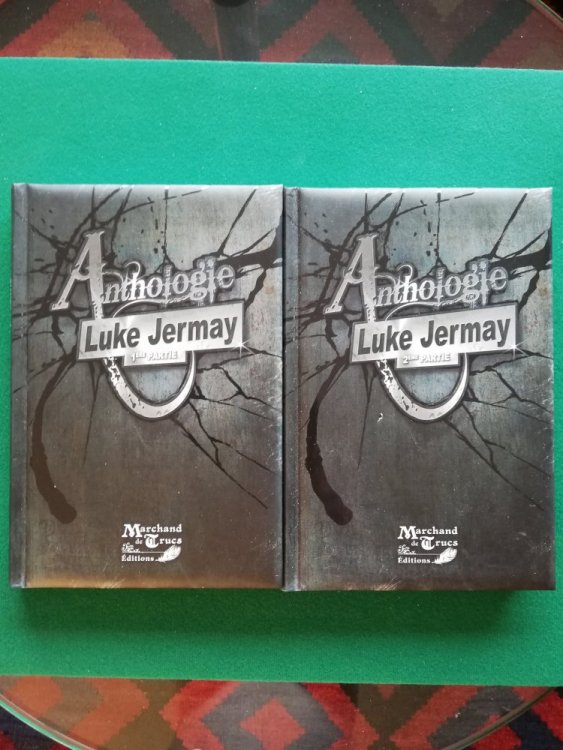 Anthologie
Luke Jermay
1ère PARTIE
Marchand
de Trucs
Éditions
Anthologie
Luke Jermay
2ème PARTIE
Marchand
de Trucs
Éditions